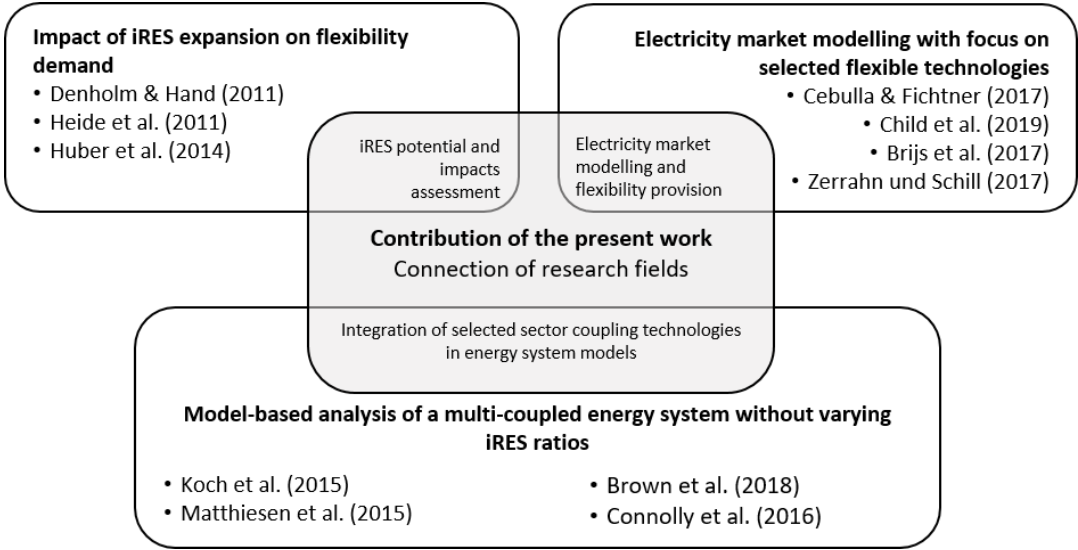 Impact of iRES expansion on flexibility
demand
• Denholm & Hand (2011)
• Heide et al. (2011)
• Huber et al. (2014)
Electricity market modelling with focus on
selected flexible technologies
• Cebulla & Fichtner (2017)
• Child et al. (2019)
• Brijs et al. (2017)
• Zerrahn und Schill (2017)
iRES potential and
impacts
assessment
Electricity market
modelling and
flexibility provision
Contribution of the present work
Connection of research fields
Integration of selected sector coupling technologies
in energy system models
Model-based analysis of a multi-coupled energy system without varying
iRES ratios
• Koch et al. (2015)
• Matthiesen et al. (2015)
• Brown et al. (2018)
• Connolly et al. (2016)